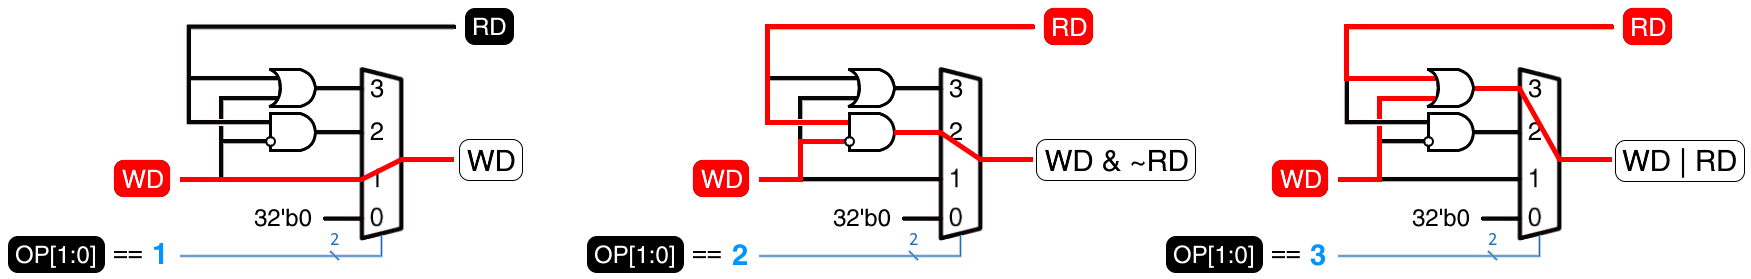 RD
3
2
WD
1
WD
32'b0
0
OP[1:0] == 1
2
RD
3
2
WD & ~RD
WD
1
32'b0
0
OP[1:0] == 2
2
RD
3
2
WD | RD
WD
1
32'b0
0
OP[1:0] == 3
2